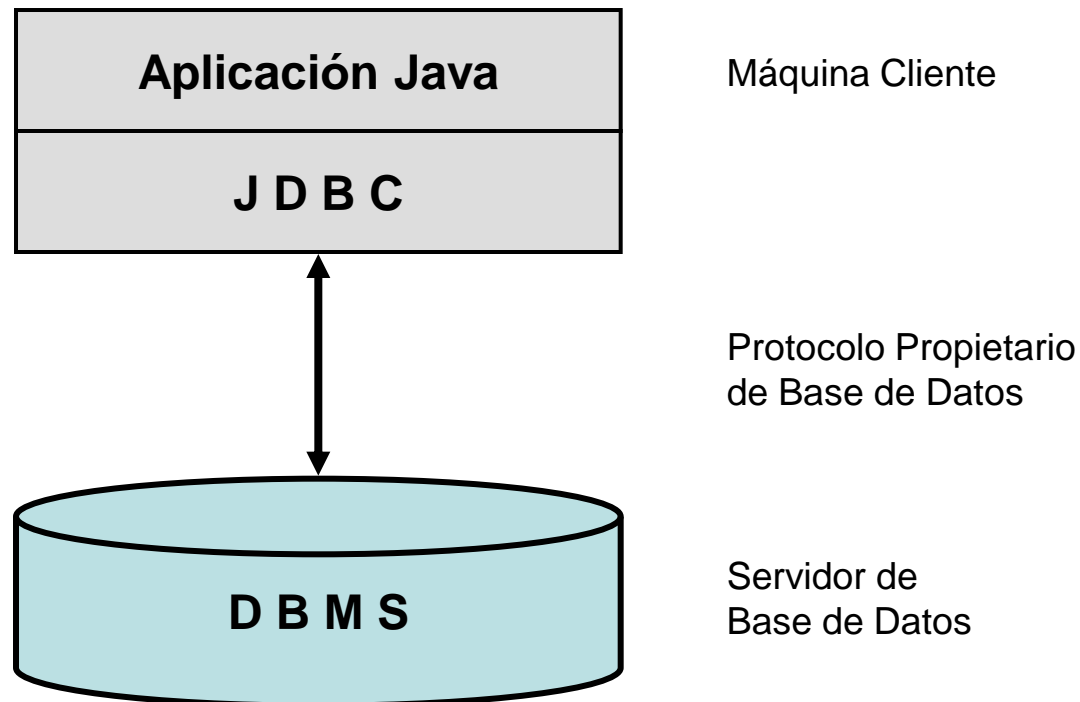 Aplicación Java
Máquina Cliente
J D B C
Protocolo Propietario
de Base de Datos
D B M S
Servidor de
Base de Datos